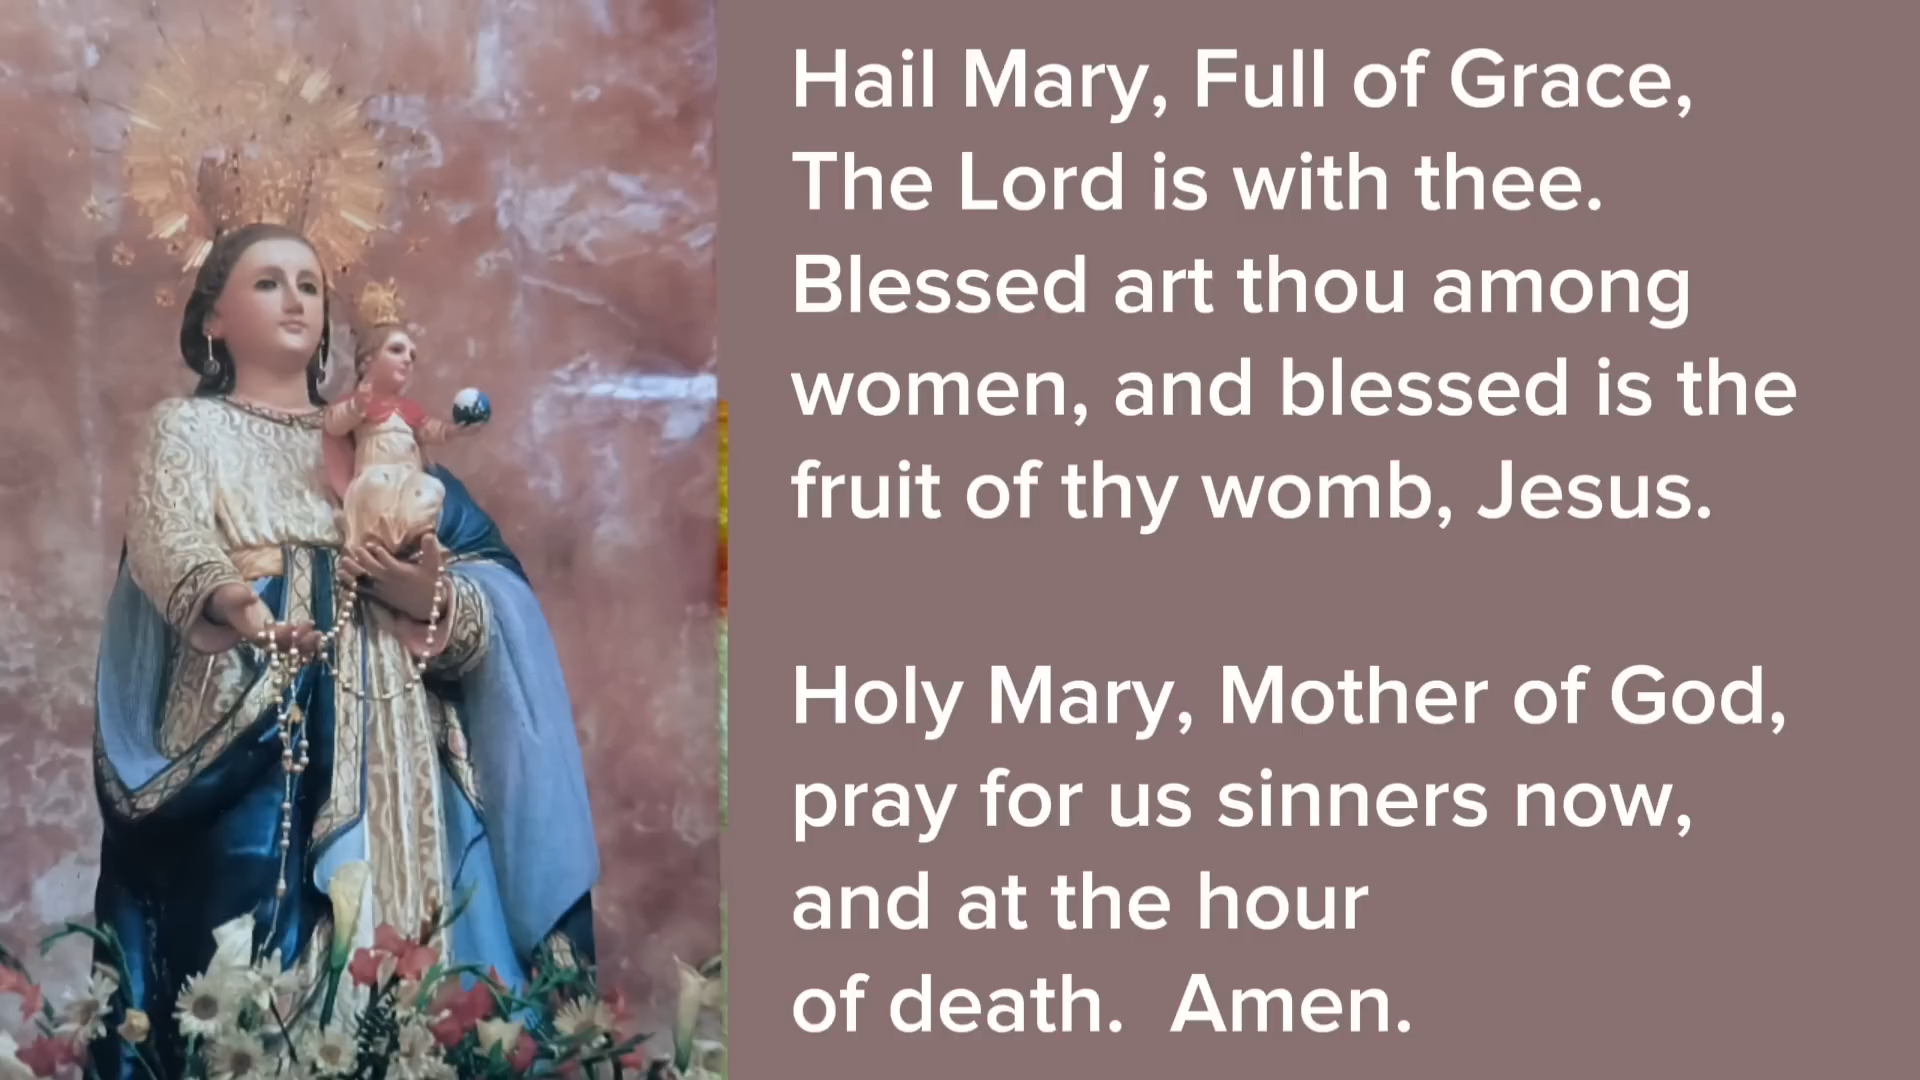 Hail Mary, Full of Grace,
The Lord is with thee.
Blessed art thou among
women, and blessed is the
fruit of thy womb, Jesus.
Holy Mary, Mother of God,
pray for us sinners now,
and at the hour
of death. Amen.